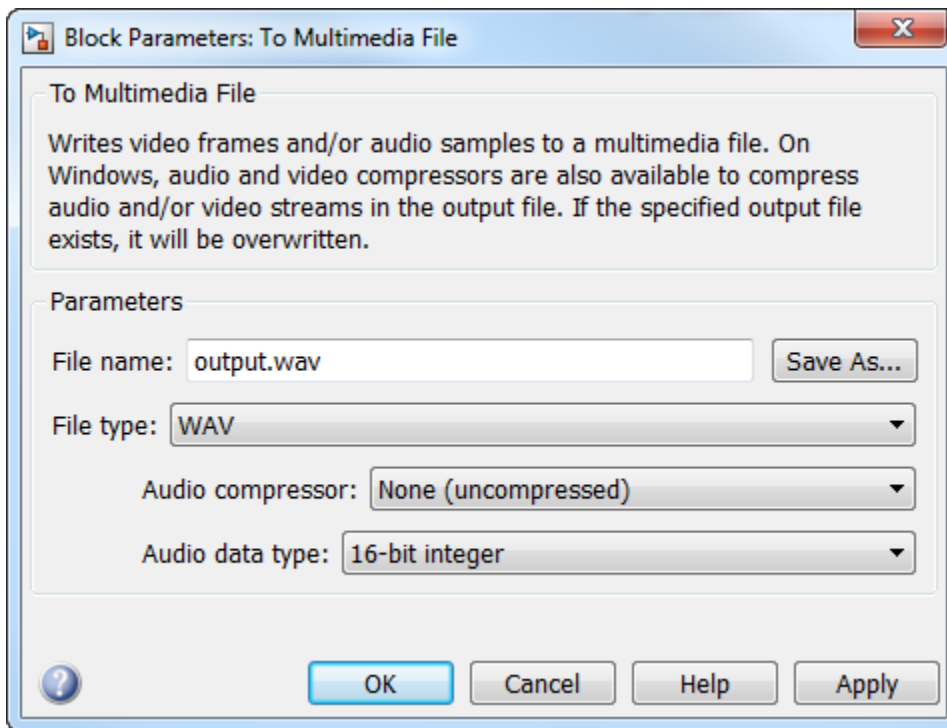 Block Parameters: To Multimedia File
X
To Multimedia File
Writes video frames and/or audio samples to a multimedia file. On
Windows, audio and video compressors are also available to compress
audio and/or video streams in the output file. If the specified output file
exists, it will be overwritten.
Parameters
File name: output.wav Save As...
File type: WAV
Audio compressor: None (uncompressed)
Audio data type: 16-bit integer
? OK Cancel Help Apply